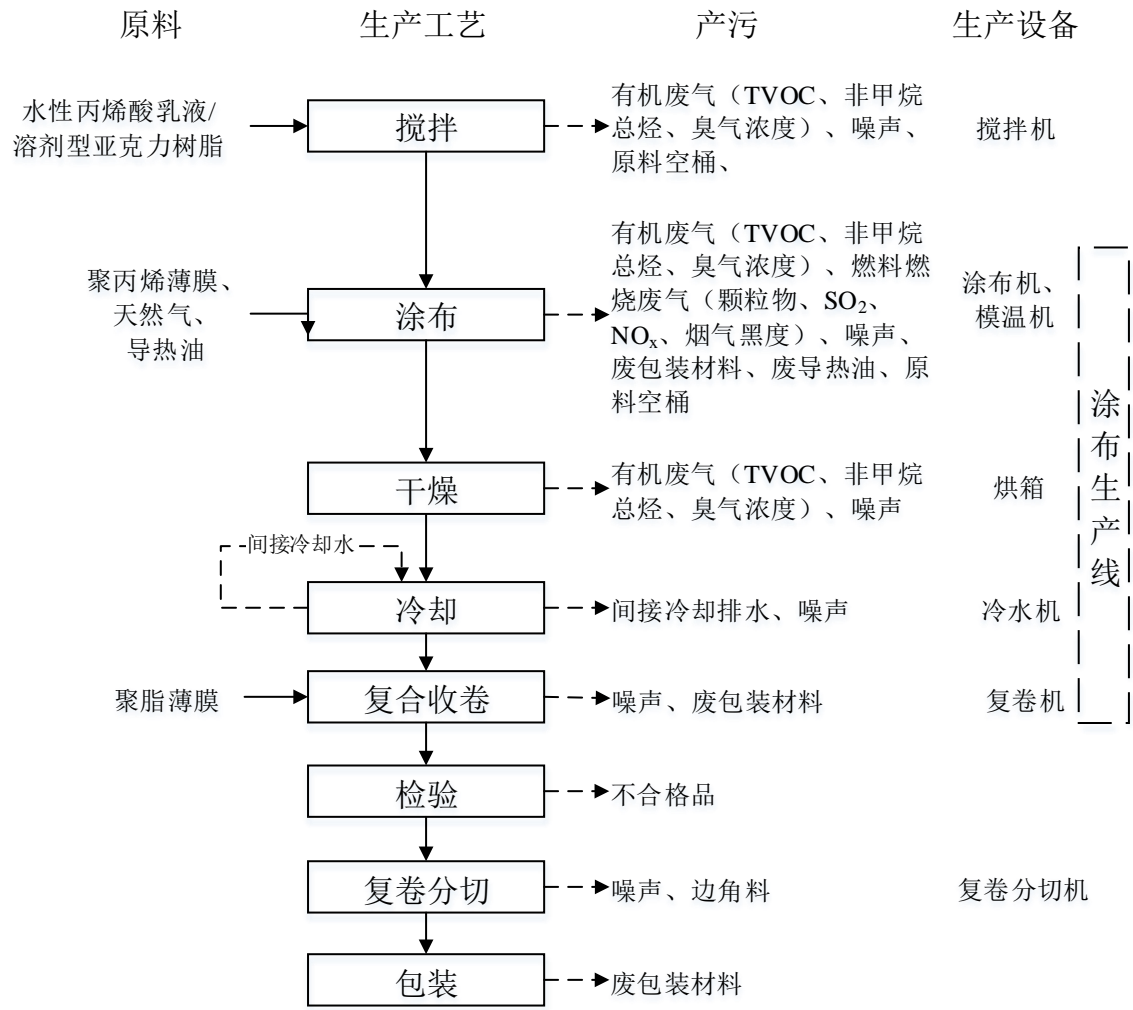 原料
生产工艺
产污
生产设备
水性丙烯酸乳液/
溶剂型亚克力树脂
搅拌
有机废气（TVOC、非甲烷
总烃、臭气浓度）、噪声、
原料空桶、
搅拌机
聚丙烯薄膜、
天然气、
导热油
涂布
有机废气（TVOC、非甲烷
总烃、臭气浓度）、燃料燃
烧废气（颗粒物、SO₂、
NOₓ、烟气黑度）、噪声、
废包装材料、废导热油、原
料空桶
涂布机、
模温机
涂布生产线
干燥
有机废气（TVOC、非甲烷
总烃、臭气浓度）、噪声
烘箱
间接冷却水
冷却
间接冷却排水、噪声
冷水机
聚脂薄膜
复合收卷
噪声、废包装材料
复卷机
检验
不合格品
复卷分切
噪声、边角料
复卷分切机
包装
废包装材料